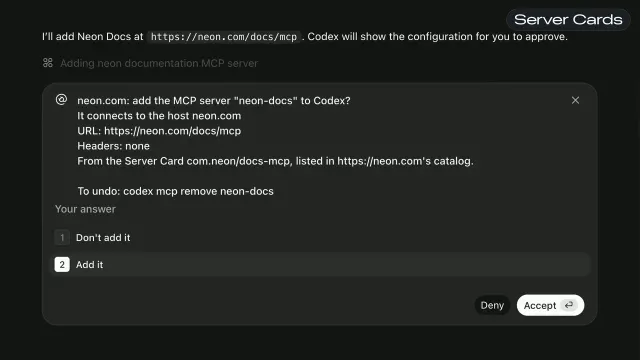 Server Cards
I'll add Neon Docs at https://neon.com/docs/mcp. Codex will show the configuration for you to approve.
Adding neon documentation MCP server
neon.com: add the MCP server "neon-docs" to Codex?
It connects to the host neon.com
URL: https://neon.com/docs/mcp
Headers: none
From the Server Card com.neon/docs-mcp, listed in https://neon.com's catalog.
To undo: codex mcp remove neon-docs
Your answer
1 Don't add it
2 Add it
Deny Accept